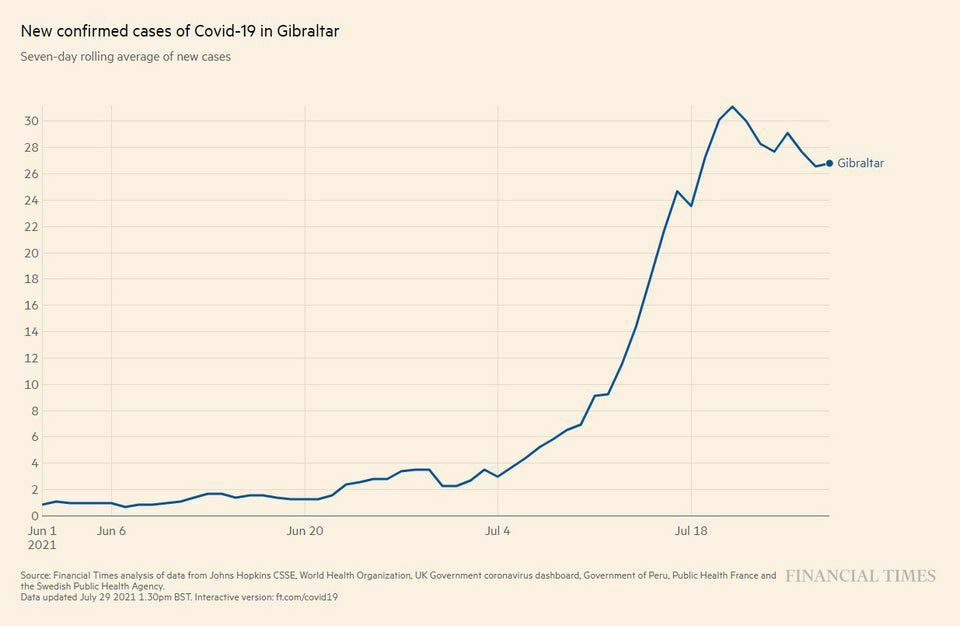 New confirmed cases of Covid-19 in Gibraltar
Seven-day rolling average of new cases
30
28
26
24
22
20
18
16
14
12
10
8
6
4
2
0
Gibraltar
Jun 1
2021
Jun 6
Jun 20
Jul 4
Jul 18
Source: Financial Times analysis of data from Johns Hopkins CSSE, World Health Organization, UK Government coronavirus dashboard, Government of Peru, Public Health France and
the Swedish Public Health Agency.
Data updated July 29 2021 1.30pm BST. Interactive version: ft.com/covid19
FINANCIAL TIMES